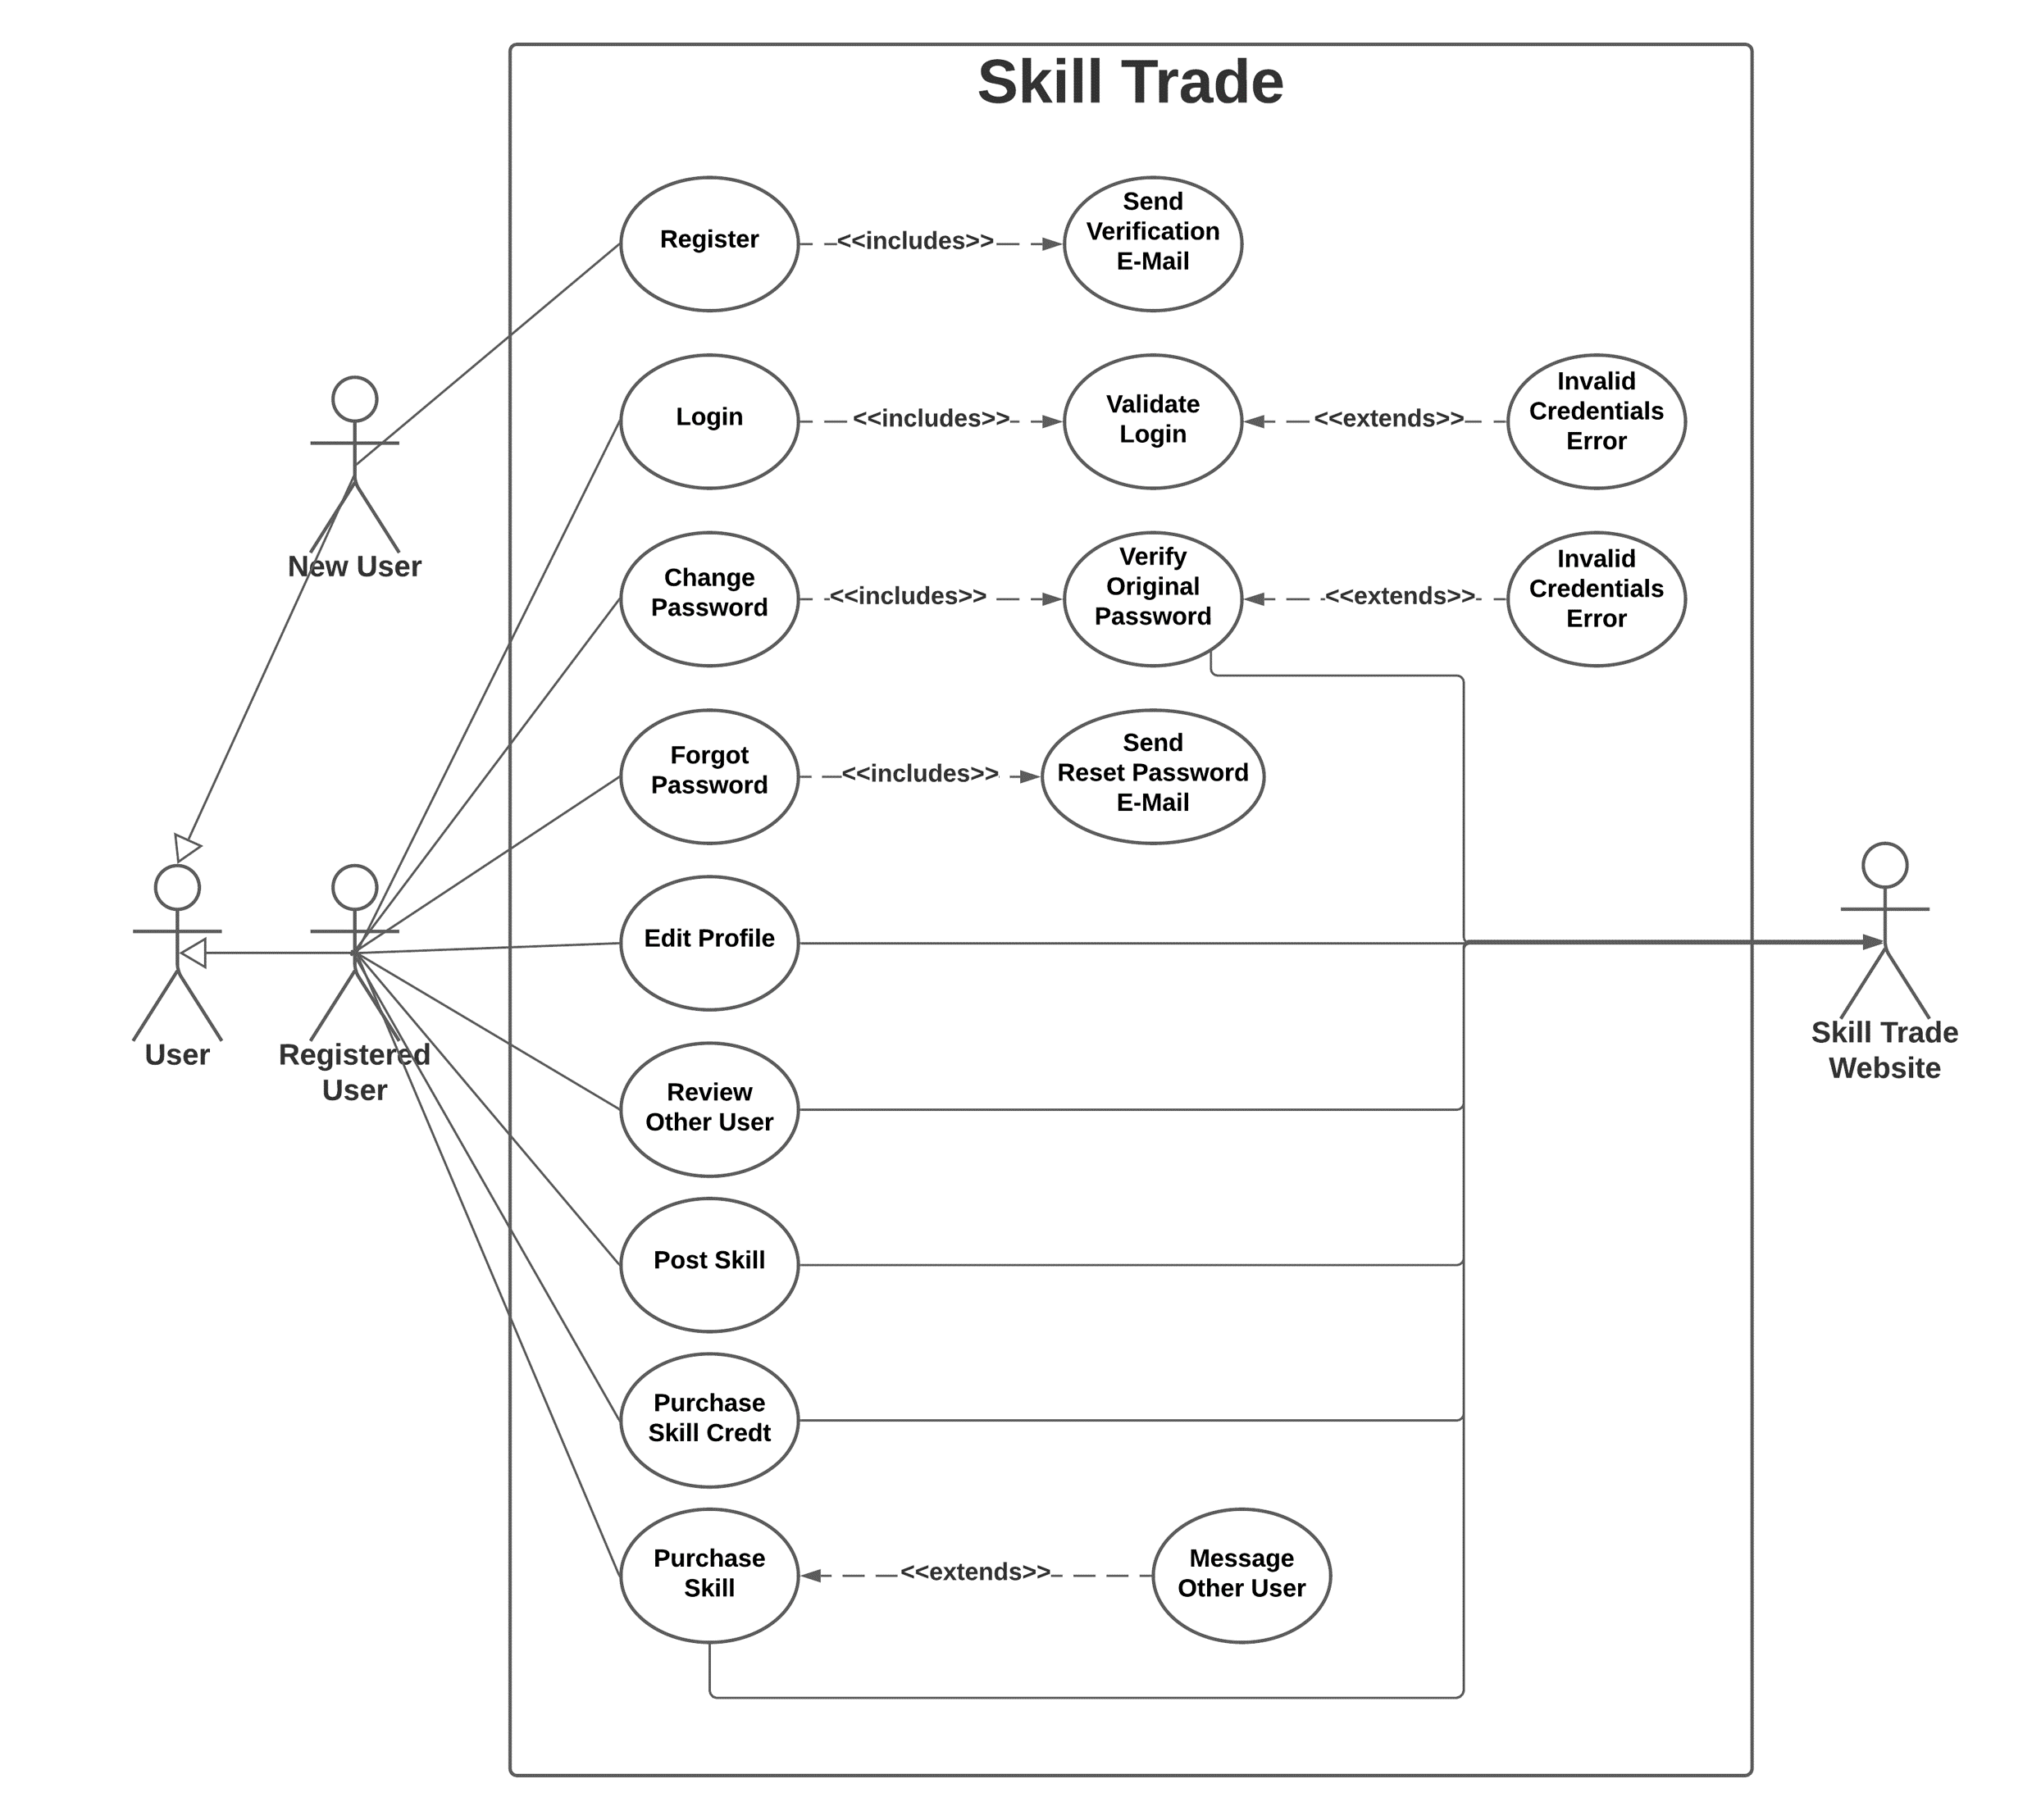 Skill Trade
Register
<<includes>>
Send
Verification
E-Mail
New User
Login
<<includes>>
Validate
Login
<<extends>>
Invalid
Credentials
Error
Change
Password
<<includes>>
Verify
Original
Password
<<extends>>
Invalid
Credentials
Error
Forgot
Password
<<includes>>
Send
Reset Password
E-Mail
User
Registered
User
Edit Profile
Skill Trade
Website
Review
Other User
Post Skill
Purchase
Skill Credt
Purchase
Skill
<<extends>>
Message
Other User